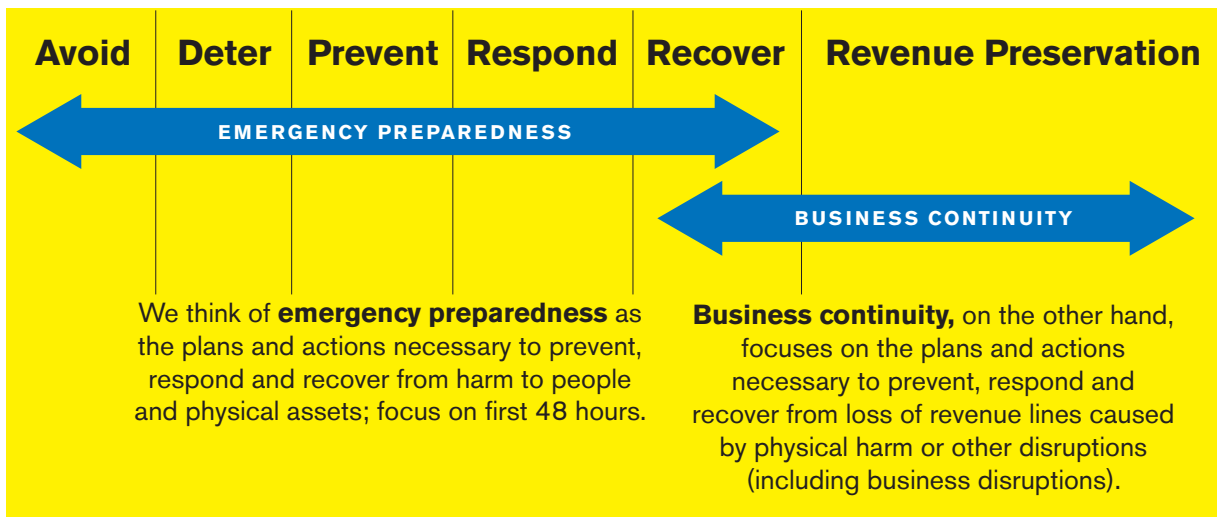 Avoid Deter Prevent Respond Recover Revenue Preservation
EMERGENCY PREPAREDNESS
BUSINESS CONTINUITY
We think of emergency preparedness as
the plans and actions necessary to prevent,
respond and recover from harm to people
and physical assets; focus on first 48 hours.
Business continuity, on the other hand,
focuses on the plans and actions
necessary to prevent, respond and
recover from loss of revenue lines caused
by physical harm or other disruptions
(including business disruptions).